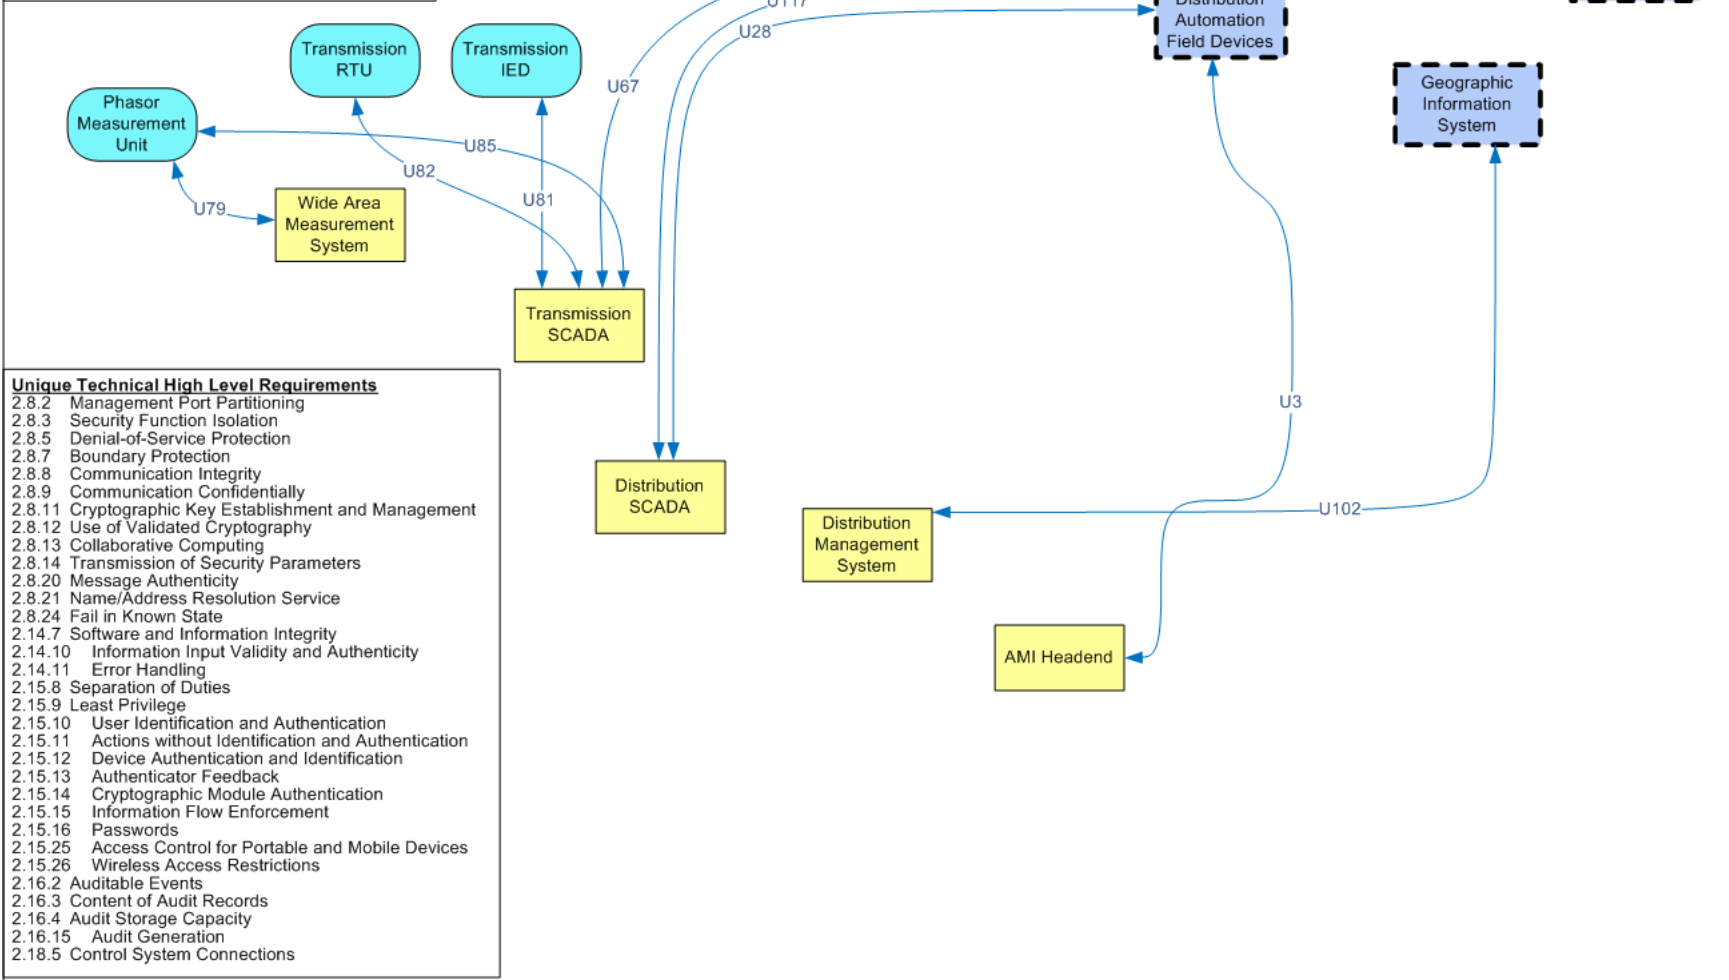 U117
Distribution
Automation
Field Devices
U28
Transmission
RTU
Transmission
IED
U67
Geographic
Information
System
Phasor
Measurement
Unit
U85
U82
U81
U79
Wide Area
Measurement
System
Transmission
SCADA
U3
Distribution
SCADA
U102
Distribution
Management
System
AMI Headend
Unique Technical High Level Requirements
2.8.2 Management Port Partitioning
2.8.3 Security Function Isolation
2.8.5 Denial-of-Service Protection
2.8.7 Boundary Protection
2.8.8 Communication Integrity
2.8.9 Communication Confidentially
2.8.11 Cryptographic Key Establishment and Management
2.8.12 Use of Validated Cryptography
2.8.13 Collaborative Computing
2.8.14 Transmission of Security Parameters
2.8.20 Message Authenticity
2.8.21 Name/Address Resolution Service
2.8.24 Fail in Known State
2.14.7 Software and Information Integrity
2.14.10 Information Input Validity and Authenticity
2.14.11 Error Handling
2.15.8 Separation of Duties
2.15.9 Least Privilege
2.15.10 User Identification and Authentication
2.15.11 Actions without Identification and Authentication
2.15.12 Device Authentication and Identification
2.15.13 Authenticator Feedback
2.15.14 Cryptographic Module Authentication
2.15.15 Information Flow Enforcement
2.15.16 Passwords
2.15.25 Access Control for Portable and Mobile Devices
2.15.26 Wireless Access Restrictions
2.16.2 Auditable Events
2.16.3 Content of Audit Records
2.16.4 Audit Storage Capacity
2.16.15 Audit Generation
2.18.5 Control System Connections